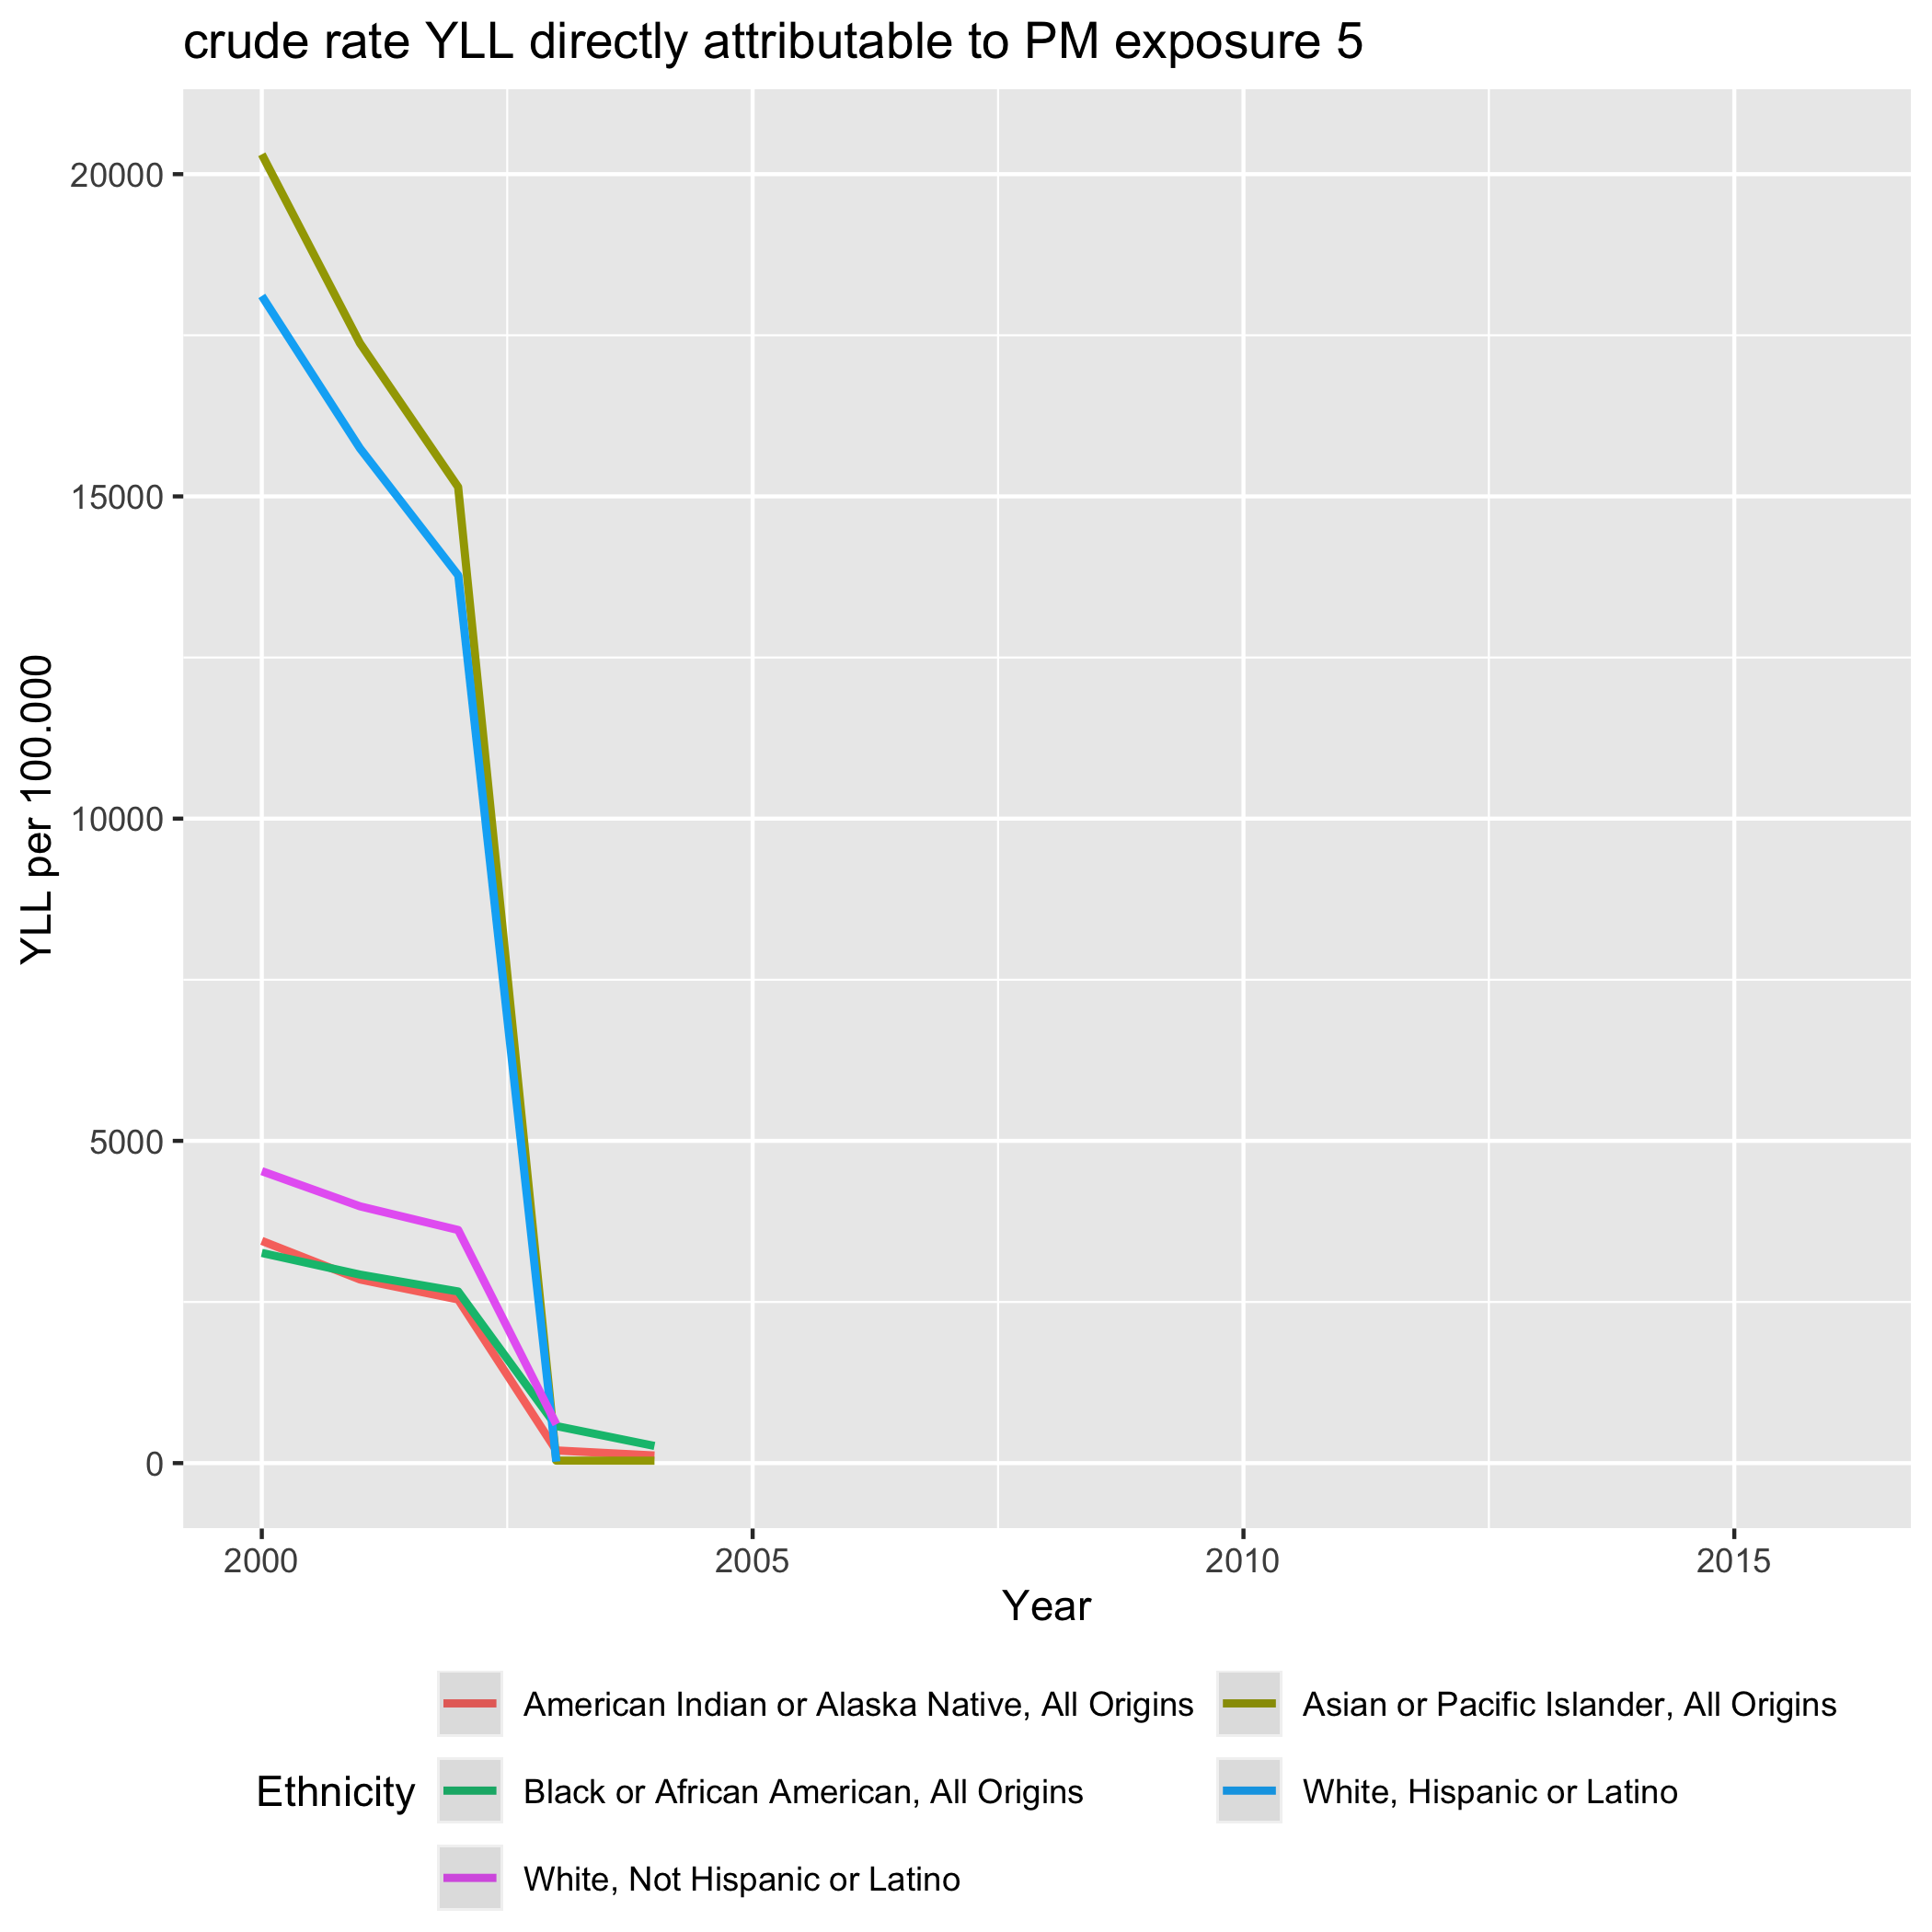 crude rate YLL directly attributable to PM exposure 5
YLL per 100.000
20000
15000
10000
5000
0
2000 2005 2010 2015
Year
Ethnicity
American Indian or Alaska Native, All Origins
Asian or Pacific Islander, All Origins
Black or African American, All Origins
White, Hispanic or Latino
White, Not Hispanic or Latino